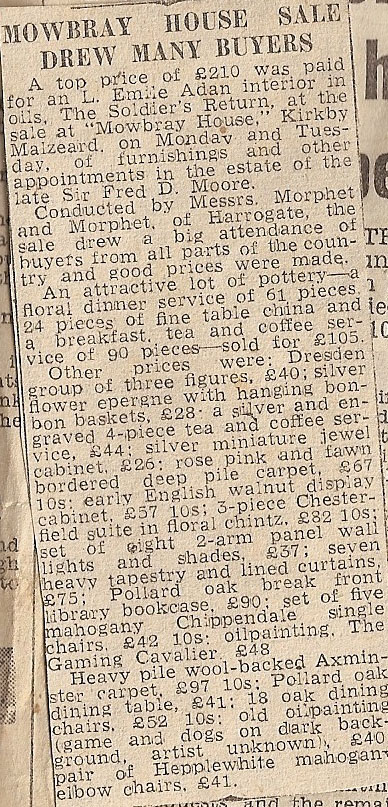 MOWBRAY HOUSE SALE
DREW MANY BUYERS
A top price of £210 was paid
for an L. Emile Adan interior in
oils, The Soldier's Return, at the
sale at "Mowbray House," Kirkby
Malzeard, on Monday and Tues-
day, of furnishings and other
appointments in the estate of the
late Sir Fred D. Moore.
Conducted by Messrs. Morphet
and Morphet, of Harrogate, the
sale drew a big attendance of
buyers from all parts of the coun-
try and good prices were made.
An attractive lot of pottery—a
floral dinner service of 61 pieces,
24 pieces of fine table china and
a breakfast, tea and coffee ser-
vice of 90 pieces—sold for £105.
Other prices were: Dresden
group of three figures, £40; silver
flower epergne with hanging bon-
bon baskets, £28; a silver and en-
graved 4-piece tea and coffee ser-
vice, £44; silver miniature jewel
cabinet, £26; rose pink and fawn
bordered deep pile carpet, £67
10s; early English walnut display
cabinet, £57 10s; 3-piece Chester-
field suite in floral chintz, £82 10s;
set of eight 2-arm panel wall
lights and shades, £37; seven
heavy tapestry and lined curtains,
£75; Pollard oak break front
library bookcase, £90; set of five
mahogany Chippendale single
chairs, £42 10s; oilpainting, The
Gaming Cavalier, £48
Heavy pile wool-backed Axmin-
ster carpet, £97 10s; Pollard oak
dining table, £41; 18 oak dining
chairs, £52 10s; old oilpainting
(game and dogs on dark back-
ground, artist unknown), £40
pair of Hepplewhite mahogany
elbow chairs, £41.